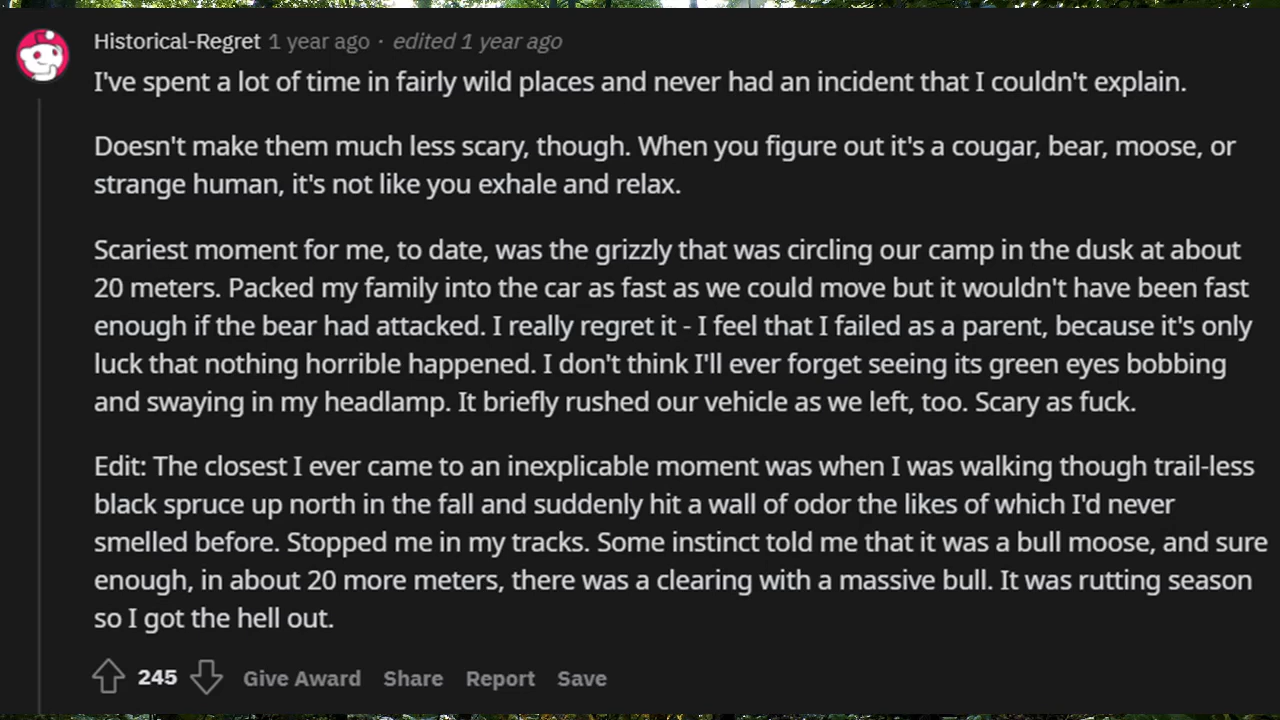 Historical-Regret 1 year ago · edited 1 year ago
I've spent a lot of time in fairly wild places and never had an incident that I couldn't explain.
Doesn't make them much less scary, though. When you figure out it's a cougar, bear, moose, or
strange human, it's not like you exhale and relax.
Scariest moment for me, to date, was the grizzly that was circling our camp in the dusk at about
20 meters. Packed my family into the car as fast as we could move but it wouldn't have been fast
enough if the bear had attacked. I really regret it - I feel that I failed as a parent, because it's only
luck that nothing horrible happened. I don't think I'll ever forget seeing its green eyes bobbing
and swaying in my headlamp. It briefly rushed our vehicle as we left, too. Scary as fuck.
Edit: The closest I ever came to an inexplicable moment was when I was walking though trail-less
black spruce up north in the fall and suddenly hit a wall of odor the likes of which I'd never
smelled before. Stopped me in my tracks. Some instinct told me that it was a bull moose, and sure
enough, in about 20 more meters, there was a clearing with a massive bull. It was rutting season
so I got the hell out.
245 Give Award Share Report Save